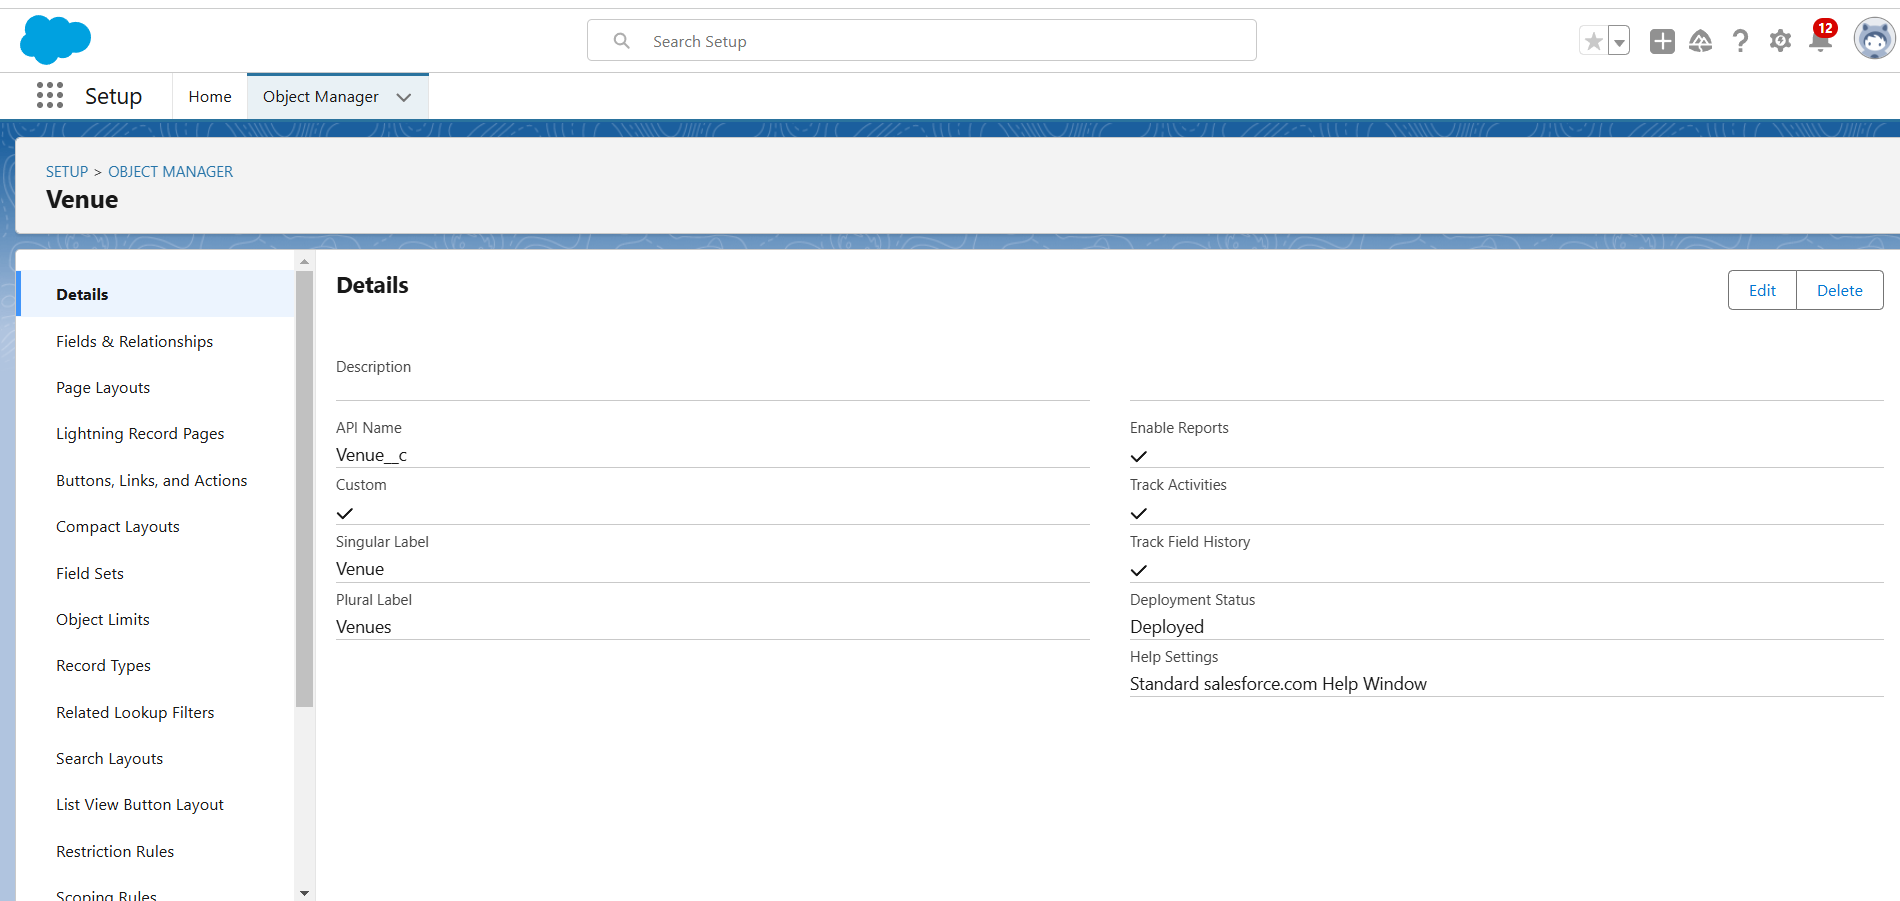 Search Setup
12
Setup
Home
Object Manager
SETUP > OBJECT MANAGER
Venue
Details
Fields & Relationships
Page Layouts
Lightning Record Pages
Buttons, Links, and Actions
Compact Layouts
Field Sets
Object Limits
Record Types
Related Lookup Filters
Search Layouts
List View Button Layout
Restriction Rules
Scoping Rules
Details
Edit
Delete
Description
API Name
Venue__c
Custom
Singular Label
Venue
Plural Label
Venues
Enable Reports
Track Activities
Track Field History
Deployment Status
Deployed
Help Settings
Standard salesforce.com Help Window